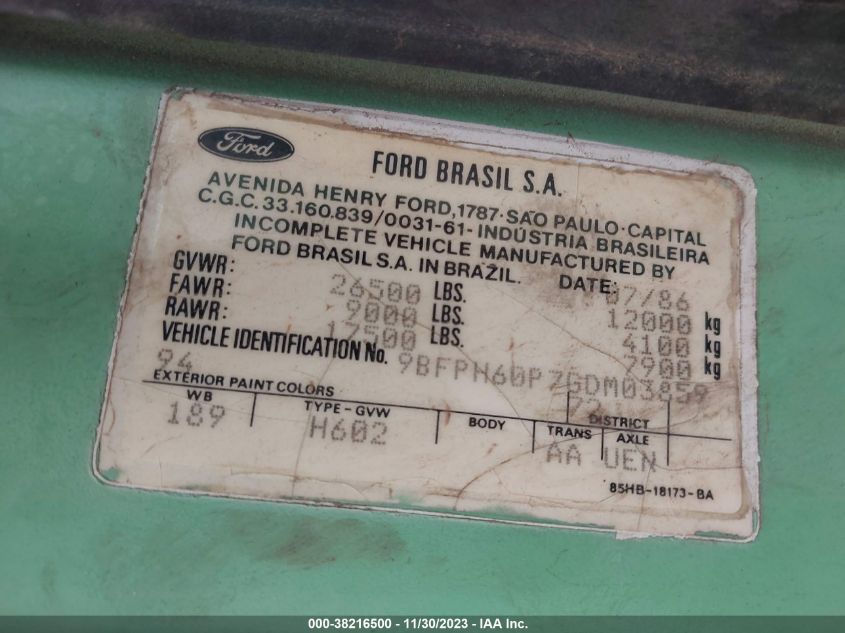 Ford
FORD BRASIL S.A.
AVENIDA HENRY FORD, 1787 · SAO PAULO · CAPITAL
C.G.C. 33.160.839/0031-61 - INDÚSTRIA BRASILEIRA
INCOMPLETE VEHICLE MANUFACTURED BY
FORD BRASIL S.A. IN BRAZIL. DATE: 07/86
GVWR: 26500 LBS. 12000 kg
FAWR: 9000 LBS. 4100 kg
RAWR: 17500 LBS. 7900 kg
VEHICLE IDENTIFICATION No. 9BFPH60P7GDM03859
94
EXTERIOR PAINT COLORS DISTRICT
WB TYPE - GVW BODY TRANS AXLE
189 H602 AA UEN
85HB-18173-BA
000-38216500 - 11/30/2023 - IAA Inc.